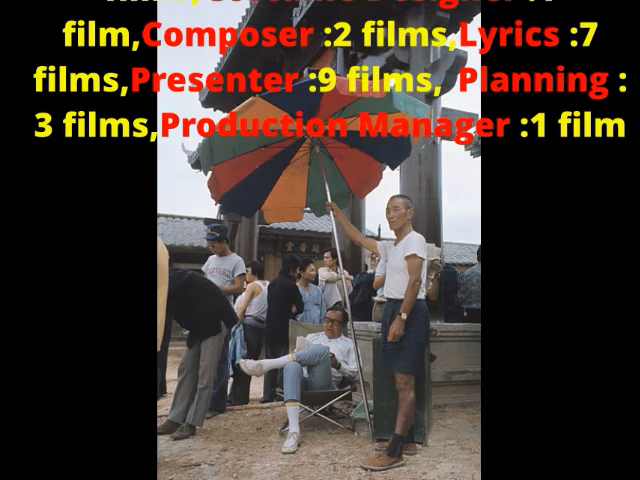 film,Composer :2 films,Lyrics :7
films,Presenter :9 films, Planning :
3 films,Production Manager :1 film